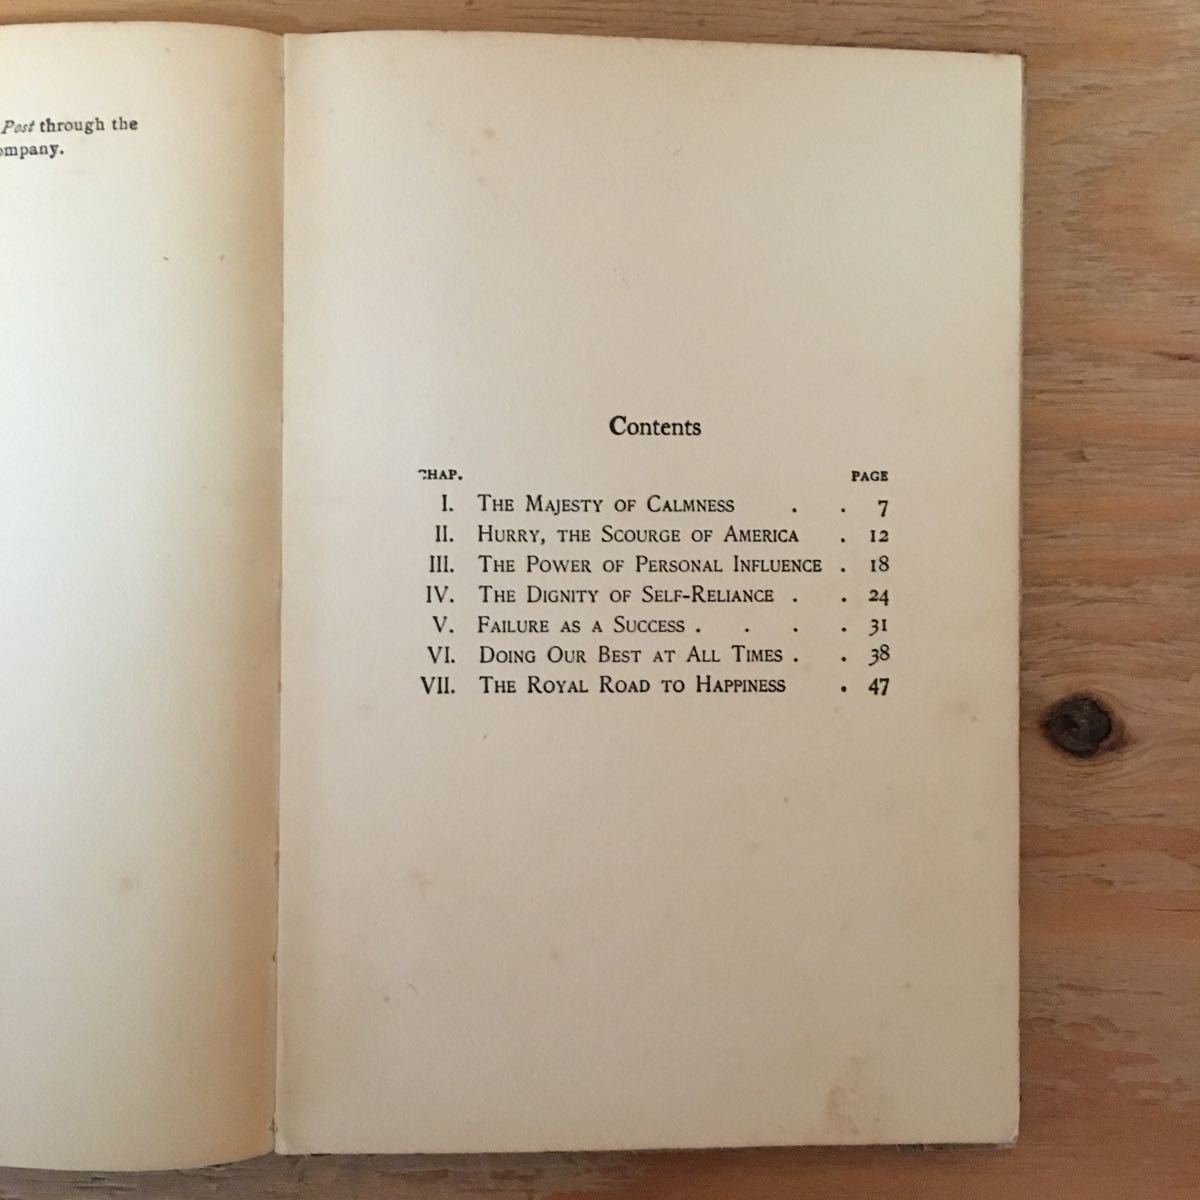 Post through the
ompany.
Contents
CHAP. PAGE
I. THE MAJESTY OF CALMNESS . . 7
II. HURRY, THE SCOURGE OF AMERICA . 12
III. THE POWER OF PERSONAL INFLUENCE . 18
IV. THE DIGNITY OF SELF-RELIANCE . . 24
V. FAILURE AS A SUCCESS . . . . 31
VI. DOING OUR BEST AT ALL TIMES . . 38
VII. THE ROYAL ROAD TO HAPPINESS . 47